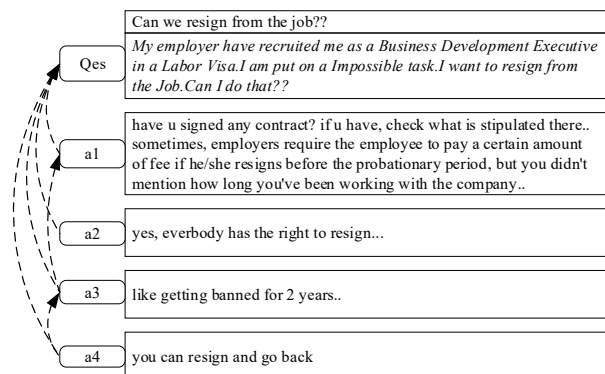 Can we resign from the job??
Qes
My employer have recruited me as a Business Development Executive
in a Labor Visa.I am put on a Impossible task.I want to resign from
the Job.Can I do that??
a1
have u signed any contract? if u have, check what is stipulated there..
sometimes, employers require the employee to pay a certain amount
of fee if he/she resigns before the probationary period, but you didn't
mention how long you've been working with the company..
a2
yes, everbody has the right to resign...
a3
like getting banned for 2 years..
a4
you can resign and go back